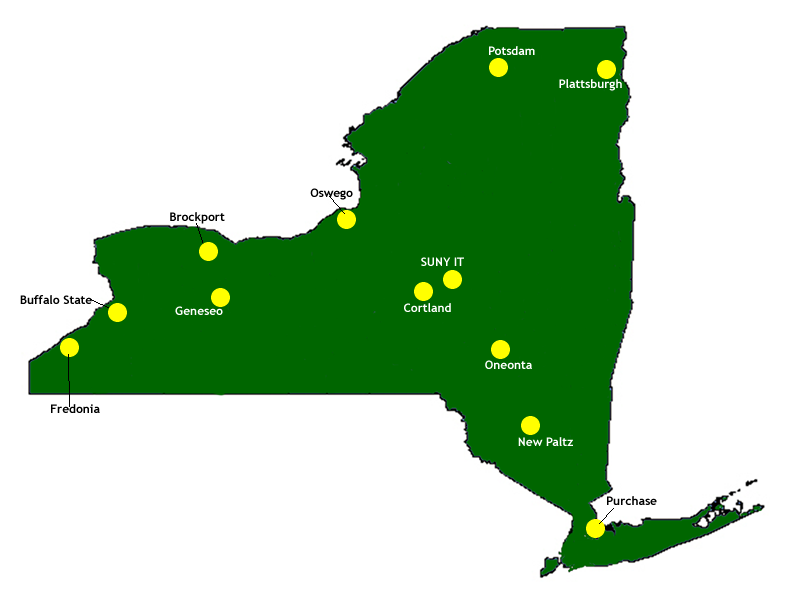 Potsdam
Plattsburgh
Oswego
Brockport
SUNY IT
Buffalo State
Geneseo
Cortland
Oneonta
Fredonia
New Paltz
Purchase